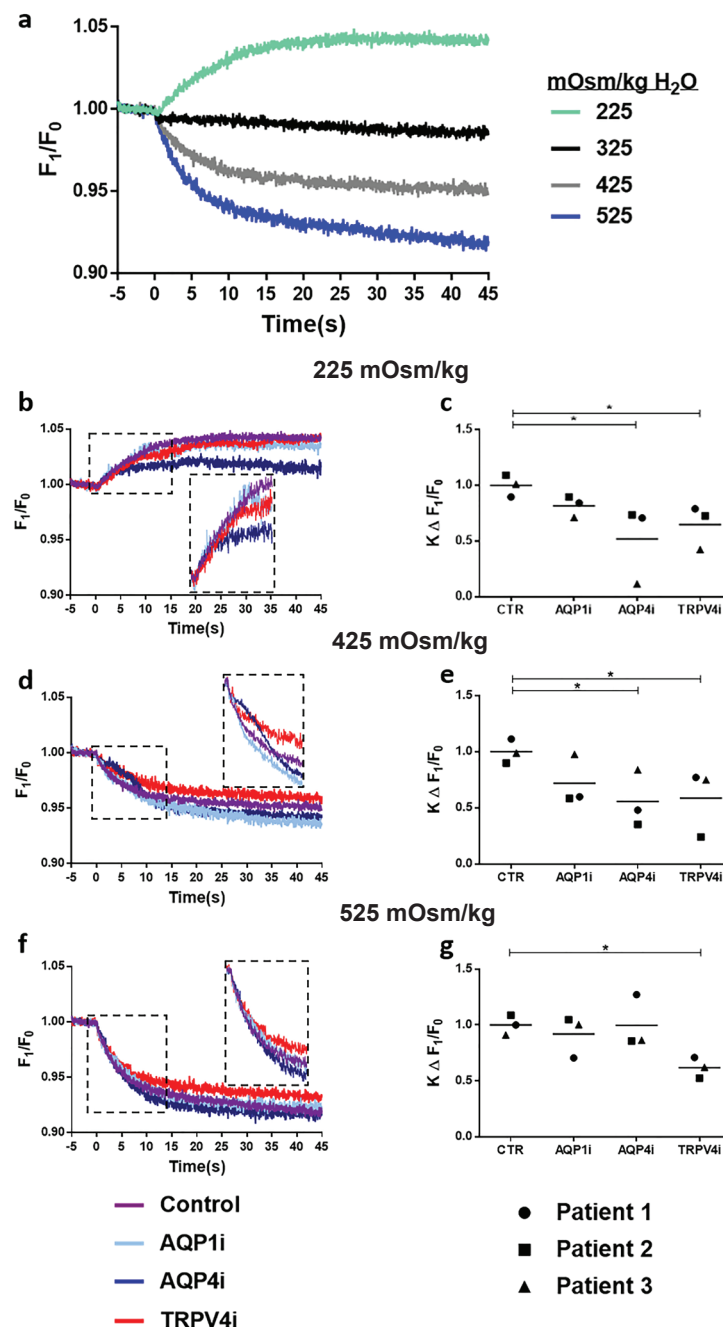 a
1.05
1.00
0.95
0.90
F1/F0
-5 0 5 10 15 20 25 30 35 40 45
Time(s)
mOsm/kg H2O
225
325
425
525
225 mOsm/kg
b
1.05
1.00
0.95
0.90
F1/F0
-5 0 5 10 15 20 25 30 35 40 45
Time(s)
c
*
*
1.5
1.0
0.5
0.0
K Δ F1/F0
CTR AQP1i AQP4i TRPV4i
425 mOsm/kg
d
1.05
1.00
0.95
0.90
F1/F0
-5 0 5 10 15 20 25 30 35 40 45
Time(s)
e
*
*
1.5
1.0
0.5
0.0
K Δ F1/F0
CTR AQP1i AQP4i TRPV4i
525 mOsm/kg
f
1.05
1.00
0.95
0.90
F1/F0
-5 0 5 10 15 20 25 30 35 40 45
Time(s)
g
*
1.5
1.0
0.5
0.0
K Δ F1/F0
CTR AQP1i AQP4i TRPV4i
Control
AQP1i
AQP4i
TRPV4i
Patient 1
Patient 2
Patient 3